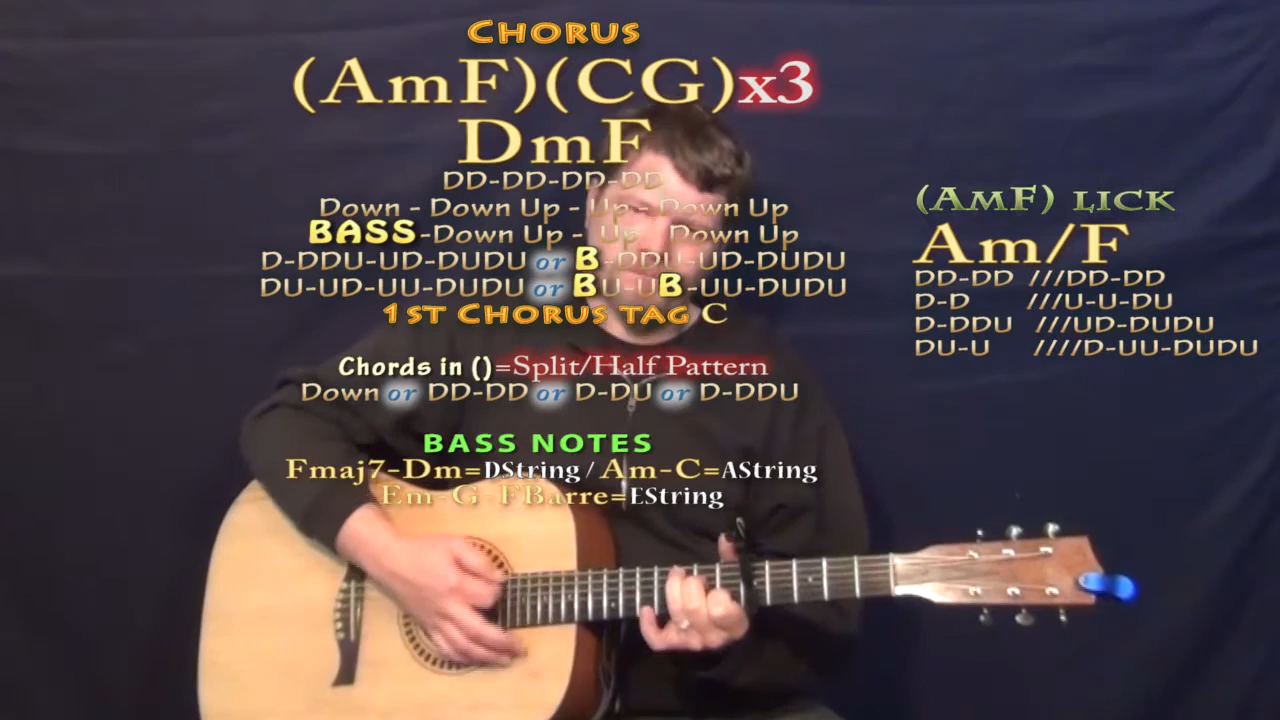 CHORUS
(AmF)(CG)x3
DmF
DD-DD-DD-DD
Down - Down Up - Up - Down Up
BASS-Down Up - Up - Down Up
D-DDU-UD-DUDU or B-DDU-UD-DUDU
DU-UD-UU-DUDU or BU-UB-UU-DUDU
1ST CHORUS TAG C
Chords in ()=Split/Half Pattern
Down or DD-DD or D-DU or D-DDU
BASS NOTES
Fmaj7-Dm=DString / Am-C=AString
Em-G-FBarre=EString
(AMF) LICK
Am/F
DD-DD ///DD-DD
D-D ///U-U-DU
D-DDU ///UD-DUDU
DU-U ////D-UU-DUDU